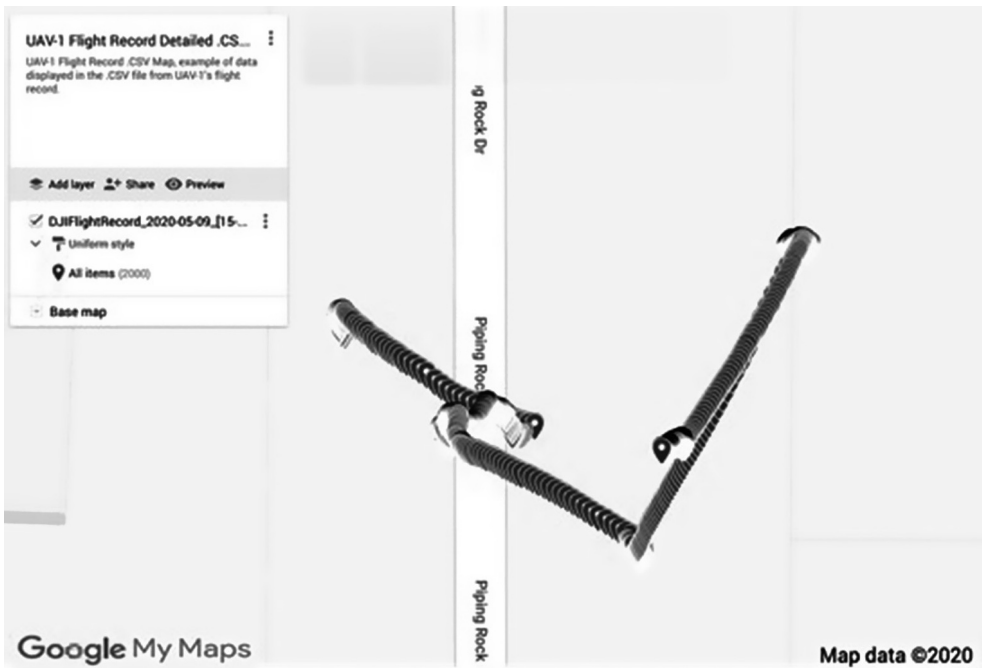 UAV-1 Flight Record Detailed .CS...
UAV-1 Flight Record .CSV Map, example of data
displayed in the .CSV file from UAV-1's flight
record.
Add layer Share Preview
DJIFlightRecord_2020-05-09_[15-...
Uniform style
All items (2000)
Base map
g Rock Dr
Piping Roc
Piping Rock
Google My Maps
Map data ©2020